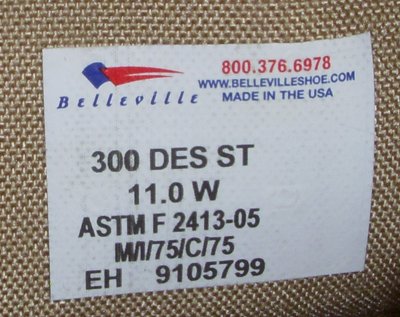 Belleville
800.376.6978
WWW.BELLEVILLESHOE.COM
MADE IN THE USA
300 DES ST
11.0 W
ASTM F 2413-05
M/I/75/C/75
EH 9105799